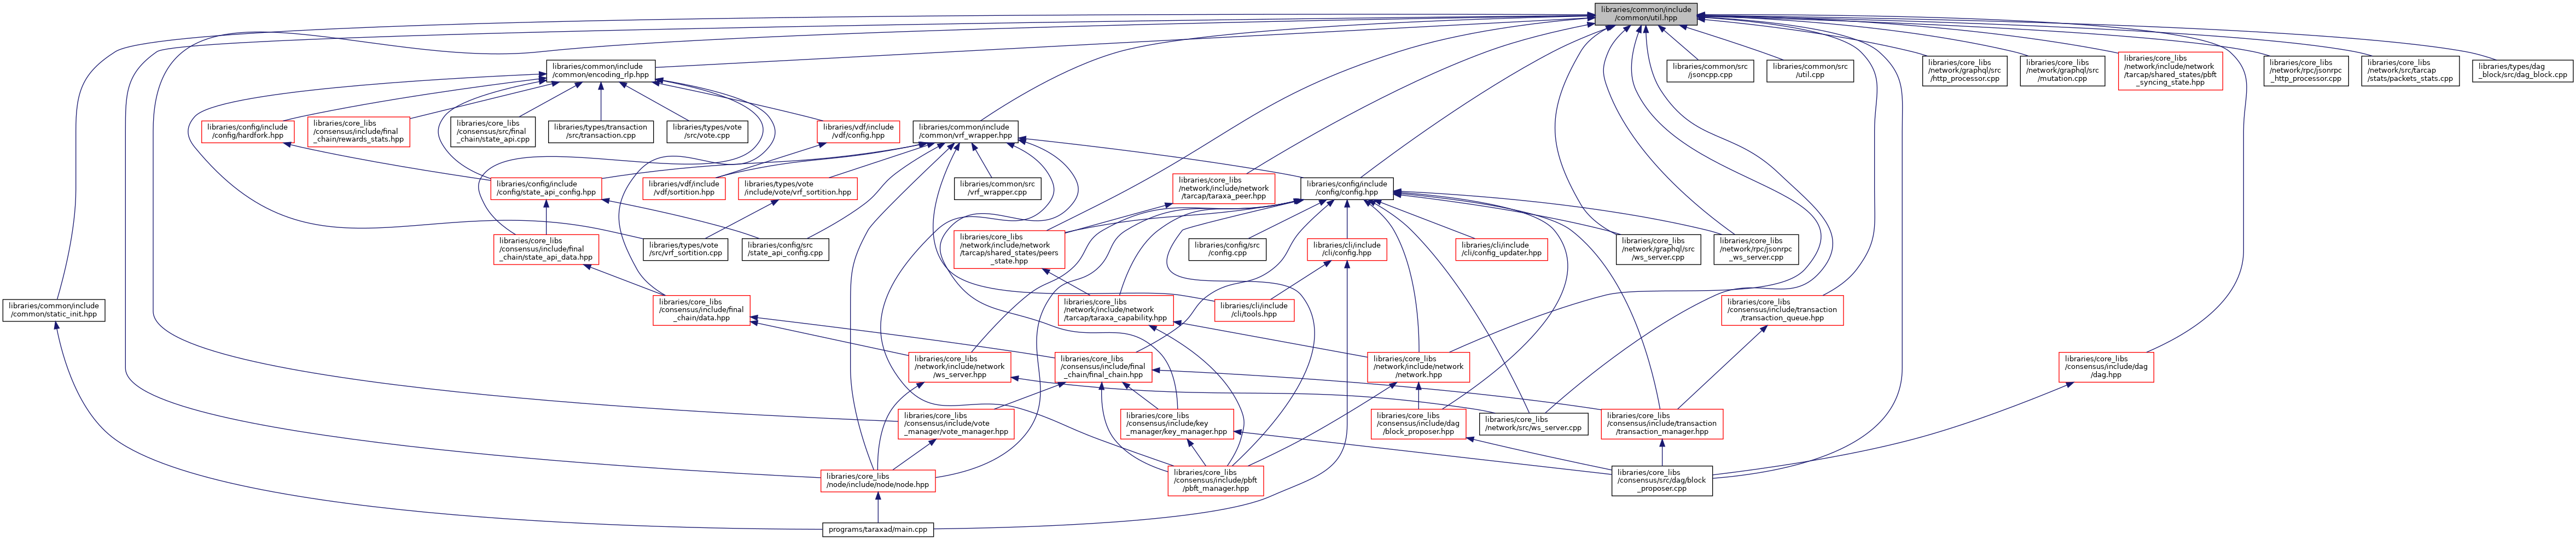 libraries/common/include
/common/util.hpp
libraries/common/include
/common/encoding_rlp.hpp
libraries/common/src
/jsoncpp.cpp
libraries/common/src
/util.cpp
libraries/core_libs
/network/graphql/src
/http_processor.cpp
libraries/core_libs
/network/graphql/src
/mutation.cpp
libraries/core_libs
/network/include/network
/tarcap/shared_states/pbft
_syncing_state.hpp
libraries/core_libs
/network/rpc/jsonrpc
_http_processor.cpp
libraries/core_libs
/network/src/tarcap
/stats/packets_stats.cpp
libraries/types/dag
_block/src/dag_block.cpp
libraries/config/include
/config/hardfork.hpp
libraries/core_libs
/consensus/include/final
_chain/rewards_stats.hpp
libraries/core_libs
/consensus/src/final
_chain/state_api.cpp
libraries/types/transaction
/src/transaction.cpp
libraries/types/vote
/src/vote.cpp
libraries/vdf/include
/vdf/config.hpp
libraries/common/include
/common/vrf_wrapper.hpp
libraries/config/include
/config/state_api_config.hpp
libraries/vdf/include
/vdf/sortition.hpp
libraries/types/vote
/include/vote/vrf_sortition.hpp
libraries/common/src
/vrf_wrapper.cpp
libraries/core_libs
/network/include/network
/tarcap/taraxa_peer.hpp
libraries/config/include
/config/config.hpp
libraries/core_libs
/consensus/include/final
_chain/state_api_data.hpp
libraries/types/vote
/src/vrf_sortition.cpp
libraries/config/src
/state_api_config.cpp
libraries/core_libs
/network/include/network
/tarcap/shared_states/peers
_state.hpp
libraries/config/src
/config.cpp
libraries/cli/include
/cli/config.hpp
libraries/cli/include
/cli/config_updater.hpp
libraries/core_libs
/network/graphql/src
/ws_server.cpp
libraries/core_libs
/network/rpc/jsonrpc
_ws_server.cpp
libraries/common/include
/common/static_init.hpp
libraries/core_libs
/consensus/include/final
_chain/data.hpp
libraries/core_libs
/network/include/network
/tarcap/taraxa_capability.hpp
libraries/cli/include
/cli/tools.hpp
libraries/core_libs
/consensus/include/transaction
/transaction_queue.hpp
libraries/core_libs
/network/include/network
/ws_server.hpp
libraries/core_libs
/consensus/include/final
_chain/final_chain.hpp
libraries/core_libs
/network/include/network
/network.hpp
libraries/core_libs
/consensus/include/dag
/dag.hpp
libraries/core_libs
/consensus/include/vote
_manager/vote_manager.hpp
libraries/core_libs
/consensus/include/key
_manager/key_manager.hpp
libraries/core_libs
/consensus/include/dag
/block_proposer.hpp
libraries/core_libs
/network/src/ws_server.cpp
libraries/core_libs
/consensus/include/transaction
/transaction_manager.hpp
libraries/core_libs
/node/include/node/node.hpp
libraries/core_libs
/consensus/include/pbft
/pbft_manager.hpp
libraries/core_libs
/consensus/src/dag/block
_proposer.cpp
programs/taraxad/main.cpp